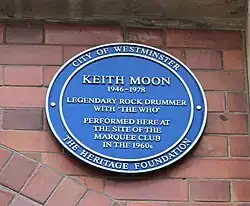 CITY OF WESTMINSTER
KEITH MOON
1946-1978
LEGENDARY ROCK DRUMMER
WITH "THE WHO"
PERFORMED HERE AT
THE SITE OF THE
MARQUEE CLUB
IN THE 1960s
THE HERITAGE FOUNDATION